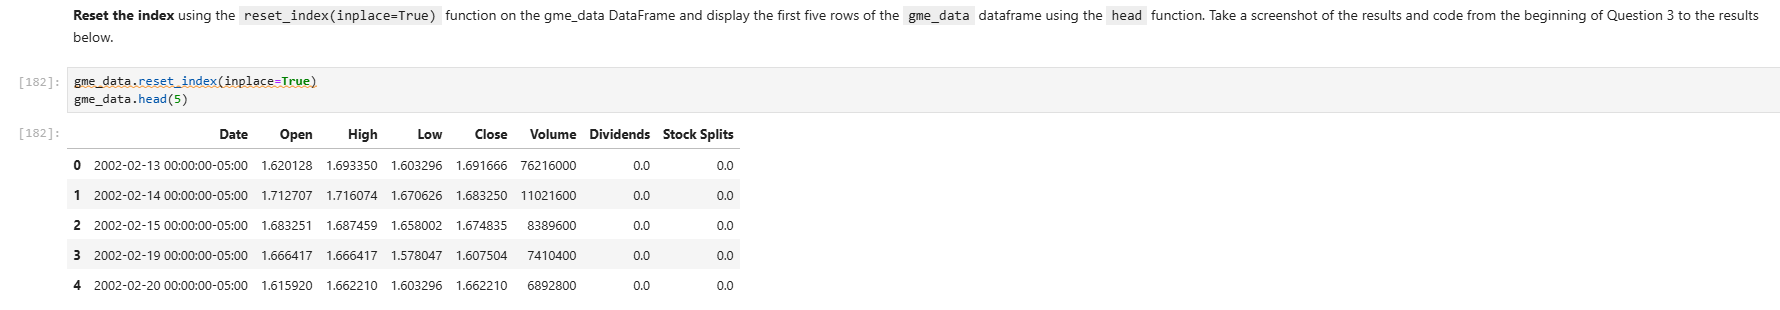 Reset the index using the reset_index(inplace=True) function on the gme_data DataFrame and display the first five rows of the gme_data dataframe using the head function. Take a screenshot of the results and code from the beginning of Question 3 to the results
below.
[182]: gme_data.reset_index(inplace=True)
gme_data.head(5)
[182]: Date Open High Low Close Volume Dividends Stock Splits
0 2002-02-13 00:00:00-05:00 1.620128 1.693350 1.603296 1.691666 76216000 0.0 0.0
1 2002-02-14 00:00:00-05:00 1.712707 1.716074 1.670626 1.683250 11021600 0.0 0.0
2 2002-02-15 00:00:00-05:00 1.683251 1.687459 1.658002 1.674835 8389600 0.0 0.0
3 2002-02-19 00:00:00-05:00 1.666417 1.666417 1.578047 1.607504 7410400 0.0 0.0
4 2002-02-20 00:00:00-05:00 1.615920 1.662210 1.603296 1.662210 6892800 0.0 0.0